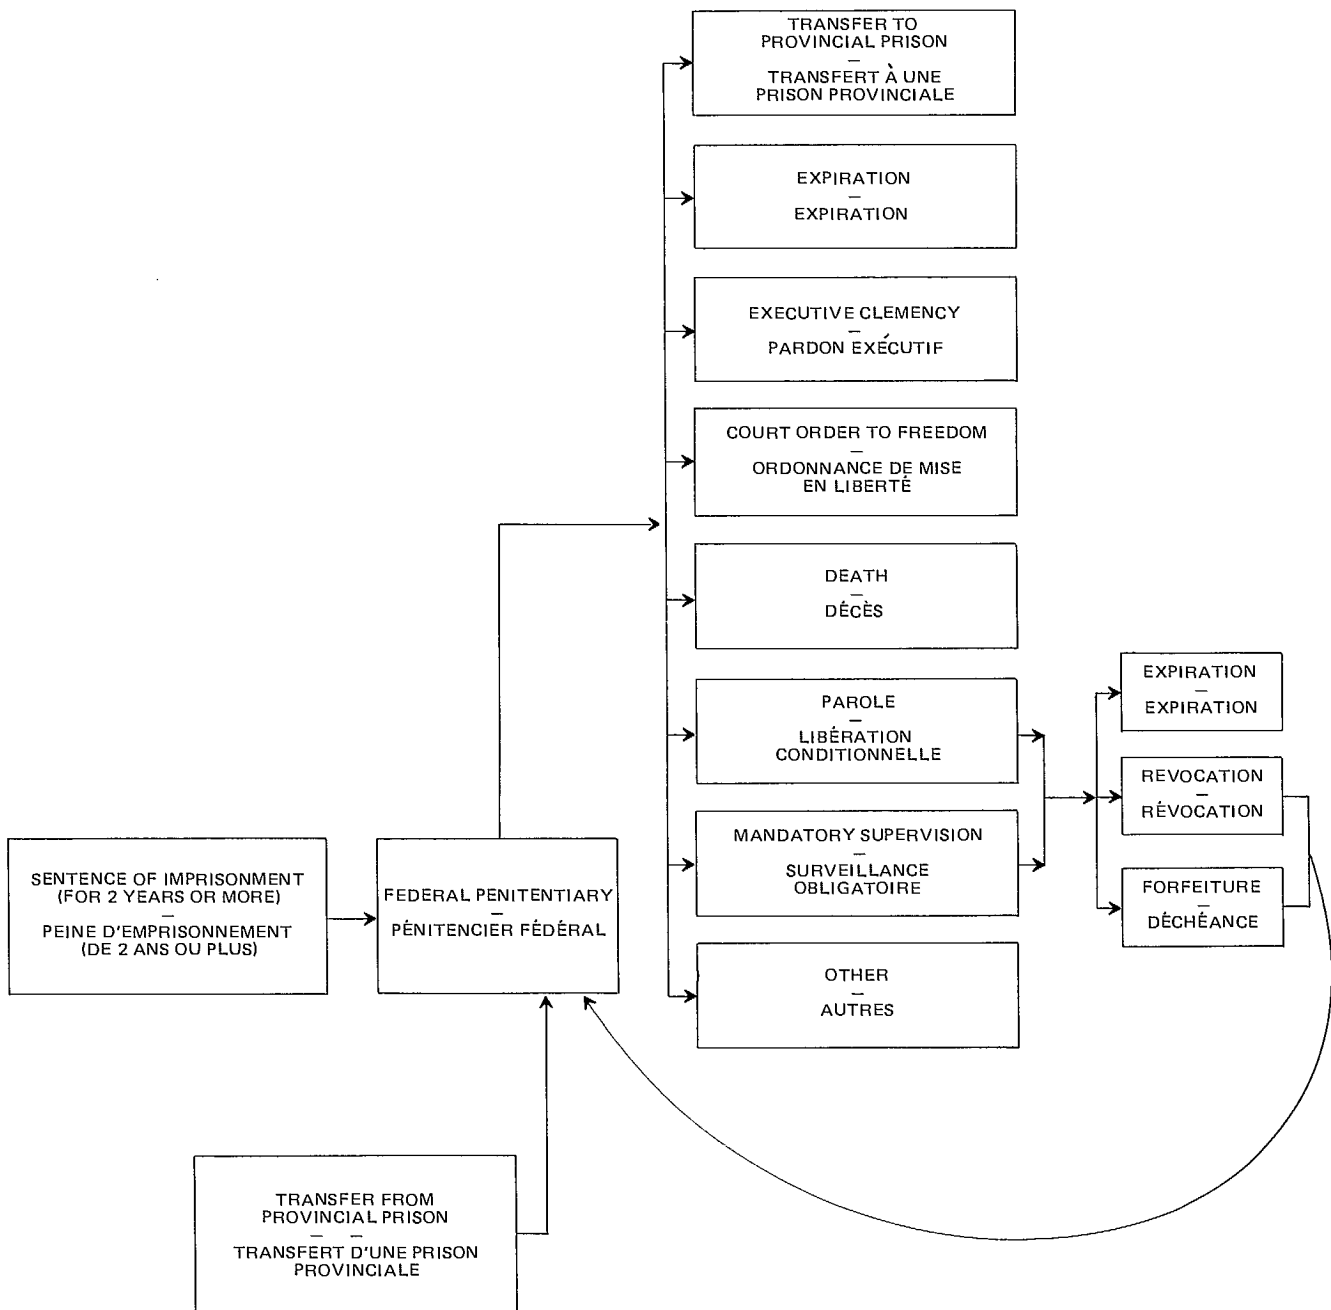 TRANSFER TO
PROVINCIAL PRISON
—
TRANSFERT À UNE
PRISON PROVINCIALE
EXPIRATION
—
EXPIRATION
EXECUTIVE CLEMENCY
—
PARDON EXÉCUTIF
COURT ORDER TO FREEDOM
—
ORDONNANCE DE MISE
EN LIBERTÉ
DEATH
—
DÉCÈS
PAROLE
—
LIBÉRATION
CONDITIONNELLE
MANDATORY SUPERVISION
—
SURVEILLANCE
OBLIGATOIRE
OTHER
—
AUTRES
EXPIRATION
—
EXPIRATION
REVOCATION
—
RÉVOCATION
FORFEITURE
—
DÉCHÉANCE
SENTENCE OF IMPRISONMENT
(FOR 2 YEARS OR MORE)
—
PEINE D'EMPRISONNEMENT
(DE 2 ANS OU PLUS)
FEDERAL PENITENTIARY
—
PÉNITENCIER FÉDÉRAL
TRANSFER FROM
PROVINCIAL PRISON
— —
TRANSFERT D'UNE PRISON
PROVINCIALE